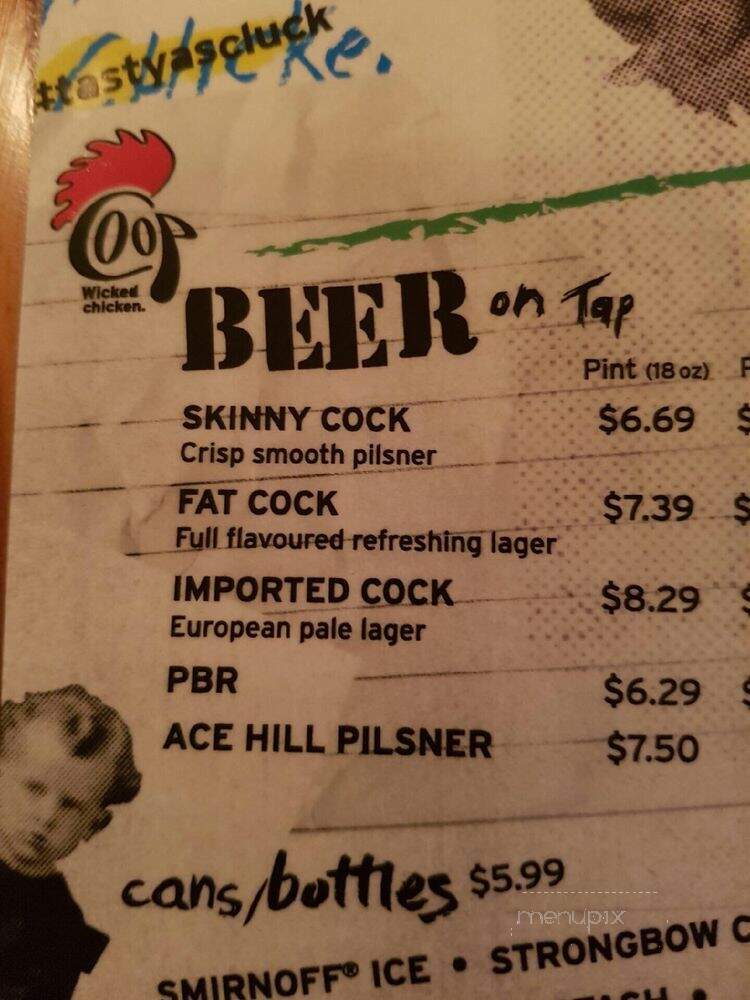 #tastyascluck
Coop
Wicked
chicken.
BEER on Tap
Pint (18 oz)
SKINNY COCK $6.69 $
Crisp smooth pilsner
FAT COCK $7.39 $
Full flavoured refreshing lager
IMPORTED COCK $8.29 $
European pale lager
PBR $6.29 $
ACE HILL PILSNER $7.50
cans/bottles $5.99
menupix
SMIRNOFF® ICE • STRONGBOW